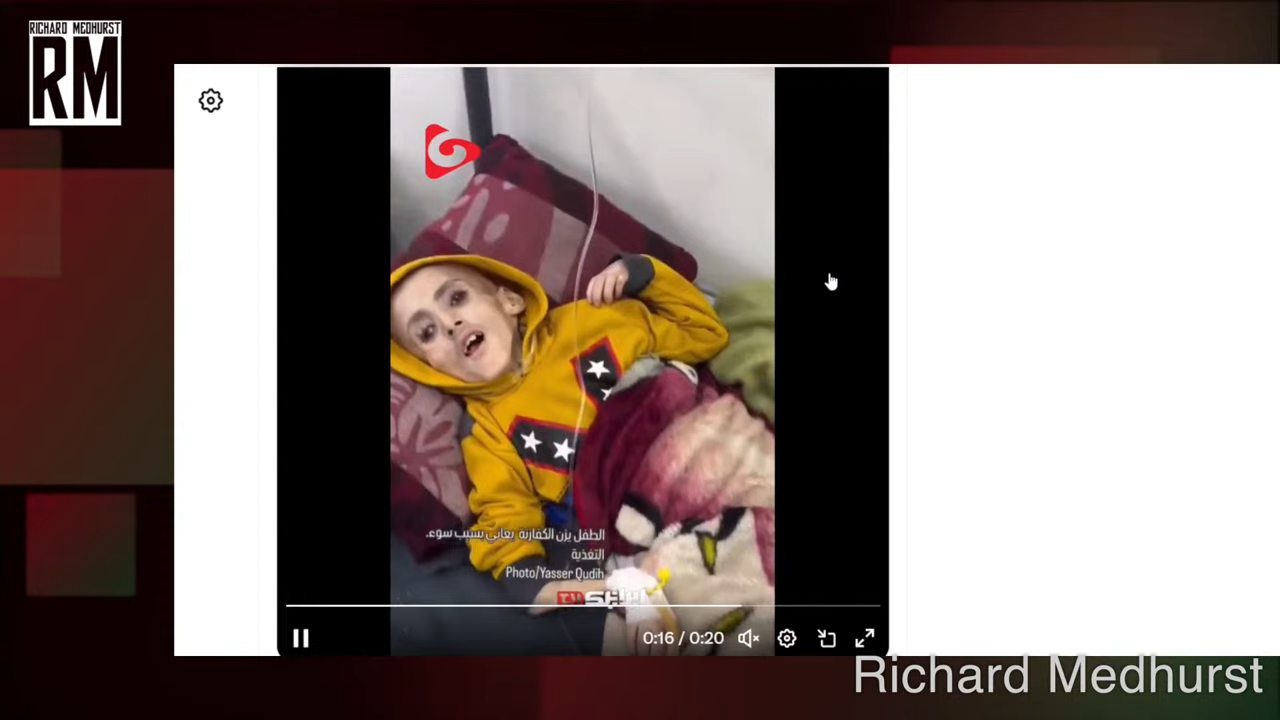 RICHARD MEDHURST
RM
الطفل يزن الكفارنة يعاني بسبب سوء.
التغذية
Photo/Yasser Qudih
0:16 / 0:20
Richard Medhurst